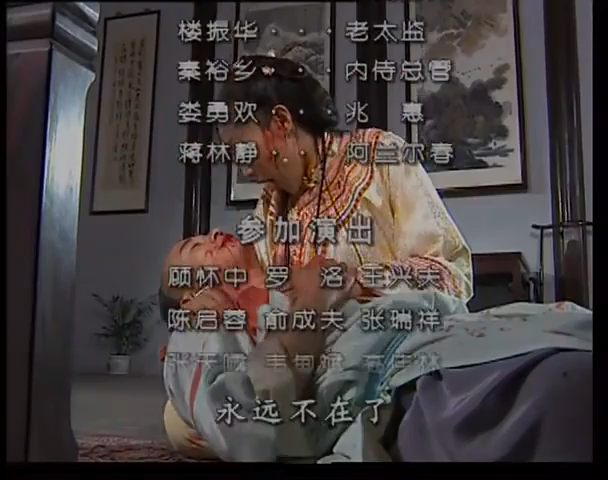 楼振华···老太监
秦裕乡···内侍总管
娄勇欢···兆 惠
蒋林静···阿兰尔春
参加演出
顾怀中 罗 洛 王兴夫
陈启蓉 俞成夫 张瑞祥
永远不在了